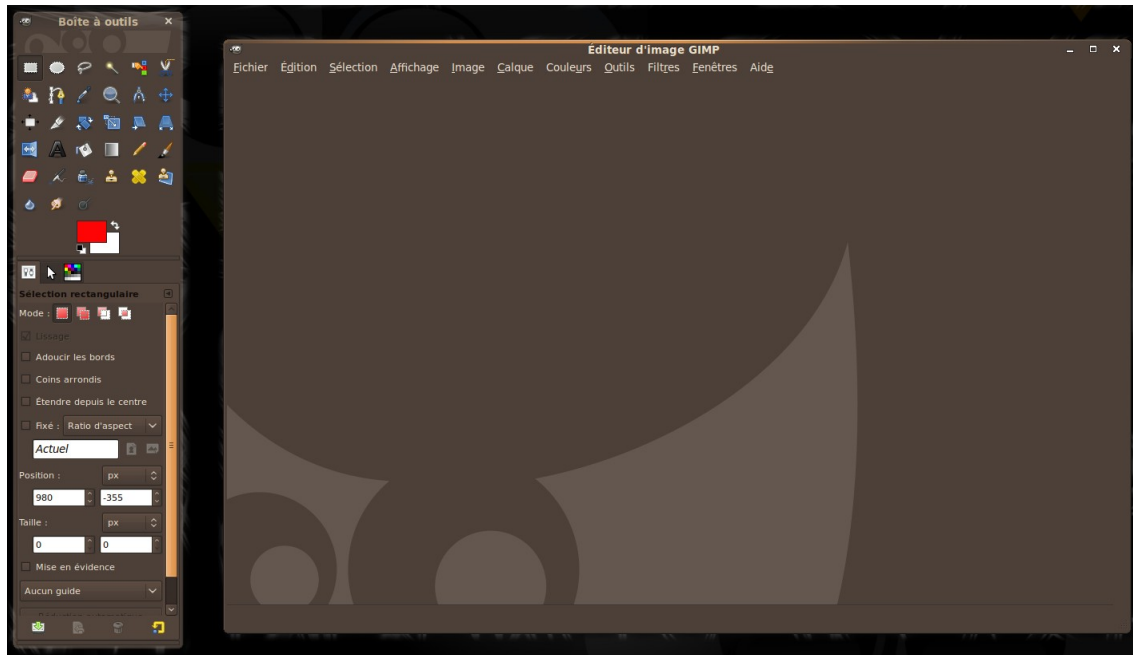 Boîte à outils
Éditeur d'image GIMP
Fichier Édition Sélection Affichage Image Calque Couleurs Outils Filtres Fenêtres Aide
Sélection rectangulaire
Mode :
Lissage
Adoucir les bords
Coins arrondis
Étendre depuis le centre
Fixé : Ratio d'aspect
Actuel
Position : px
980 -355
Taille : px
0 0
Mise en évidence
Aucun guide